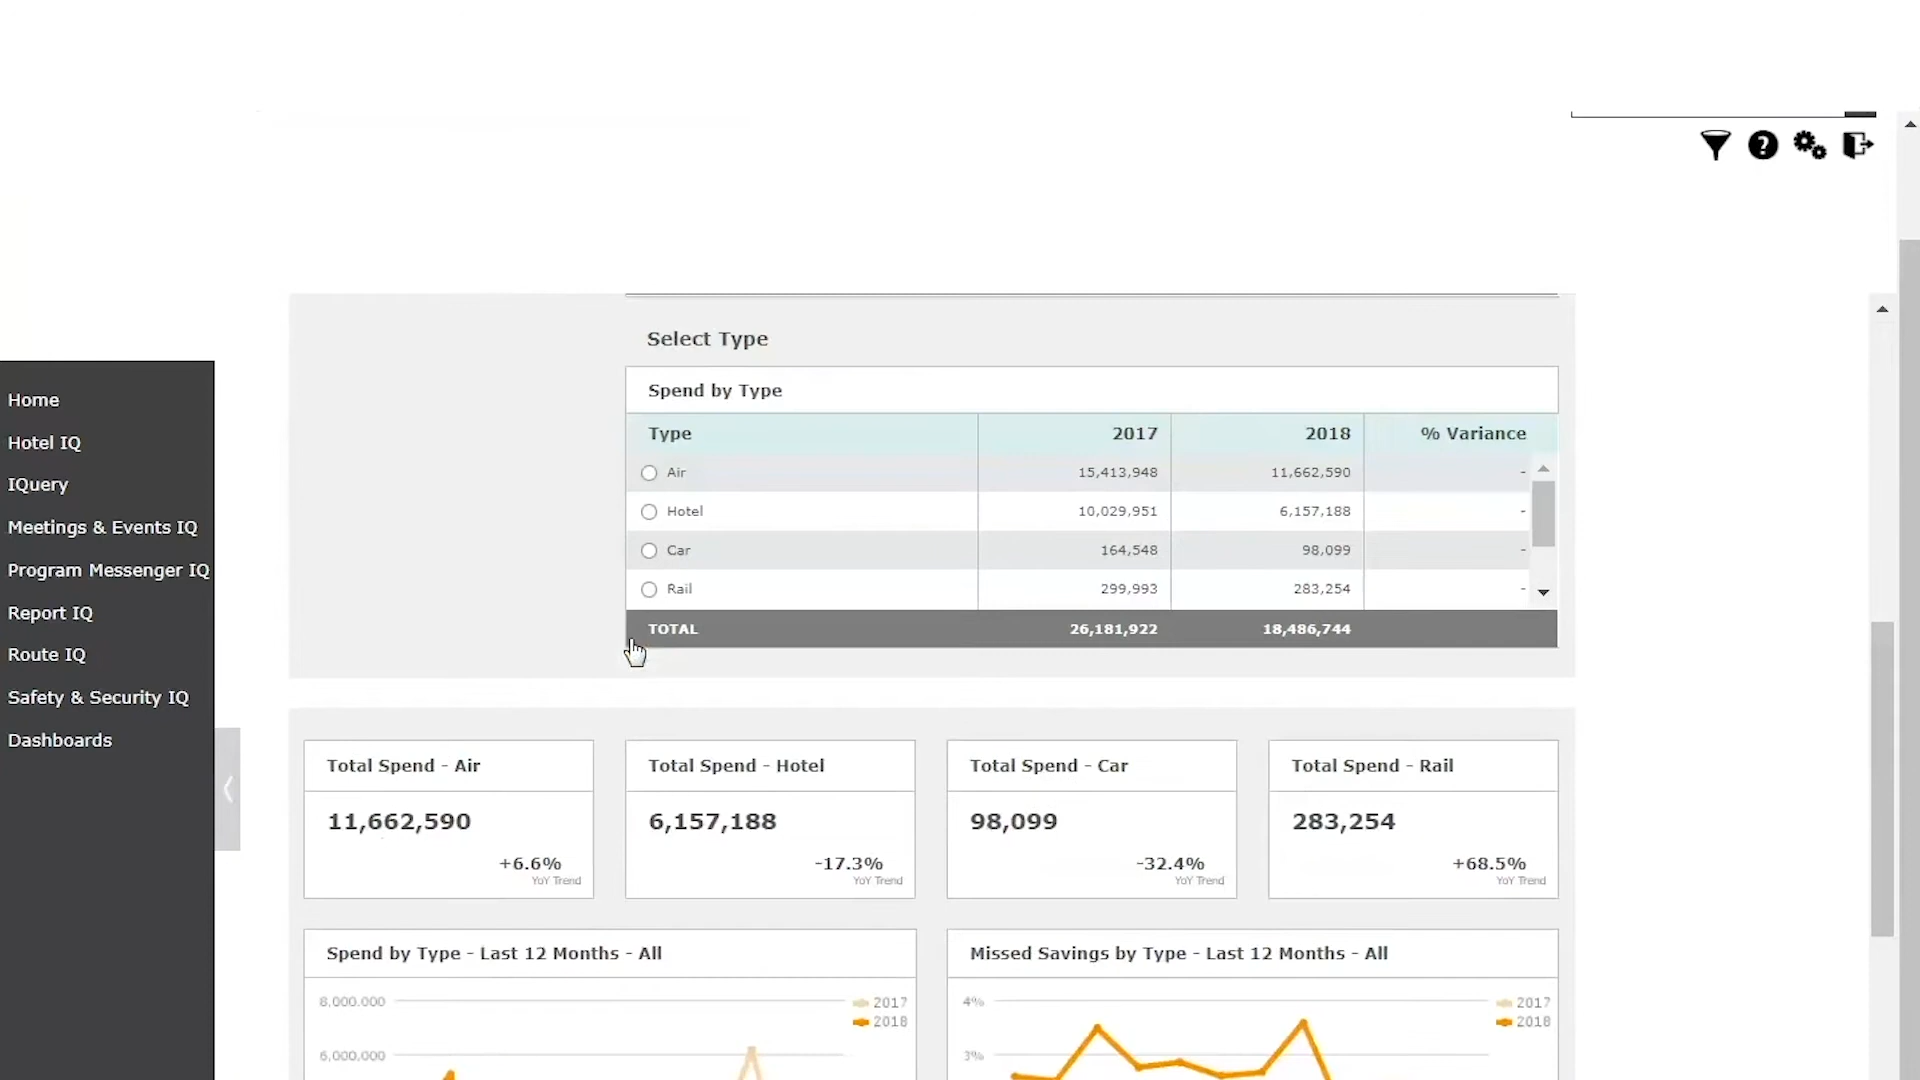 Select Type
Spend by Type
Type 2017 2018 % Variance
Air 15,413,948 11,662,590 -
Hotel 10,029,951 6,157,188 -
Car 164,548 98,099 -
Rail 299,993 283,254 -
TOTAL 26,181,922 18,486,744
Home
Hotel IQ
IQuery
Meetings & Events IQ
Program Messenger IQ
Report IQ
Route IQ
Safety & Security IQ
Dashboards
Total Spend - Air
11,662,590
+6.6%
YoY Trend
Total Spend - Hotel
6,157,188
-17.3%
YoY Trend
Total Spend - Car
98,099
-32.4%
YoY Trend
Total Spend - Rail
283,254
+68.5%
YoY Trend
Spend by Type - Last 12 Months - All
8,000,000
6,000,000
2017
2018
Missed Savings by Type - Last 12 Months - All
4%
3%
2017
2018